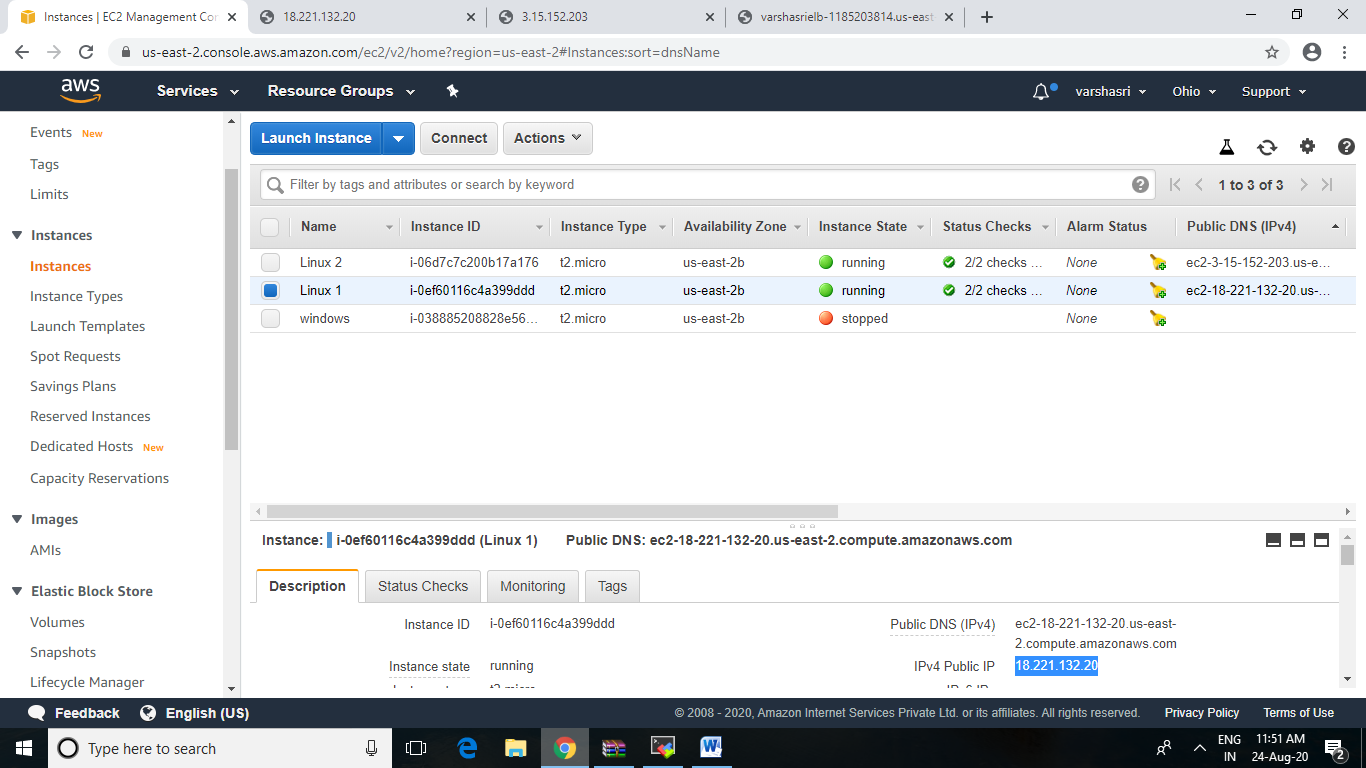 Instances | EC2 Management Con
18.221.132.20
3.15.152.203
varshasrielb-1185203814.us-east
us-east-2.console.aws.amazon.com/ec2/v2/home?region=us-east-2#Instances:sort=dnsName
aws
Services
Resource Groups
varshasri
Ohio
Support
Events New
Tags
Limits
Instances
Instances
Instance Types
Launch Templates
Spot Requests
Savings Plans
Reserved Instances
Dedicated Hosts New
Capacity Reservations
Images
AMIs
Elastic Block Store
Volumes
Snapshots
Lifecycle Manager
Launch Instance
Connect
Actions
Filter by tags and attributes or search by keyword
1 to 3 of 3
Name Instance ID Instance Type Availability Zone Instance State Status Checks Alarm Status Public DNS (IPv4)
Linux 2 i-06d7c7c200b17a176 t2.micro us-east-2b running 2/2 checks ... None ec2-3-15-152-203.us-e...
Linux 1 i-0ef60116c4a399ddd t2.micro us-east-2b running 2/2 checks ... None ec2-18-221-132-20.us-...
windows i-038885208828e56... t2.micro us-east-2b stopped None
Instance: i-0ef60116c4a399ddd (Linux 1) Public DNS: ec2-18-221-132-20.us-east-2.compute.amazonaws.com
Description
Status Checks
Monitoring
Tags
Instance ID i-0ef60116c4a399ddd
Public DNS (IPv4) ec2-18-221-132-20.us-east-
2.compute.amazonaws.com
Instance state running
IPv4 Public IP 18.221.132.20
Feedback
English (US)
© 2008 - 2020, Amazon Internet Services Private Ltd. or its affiliates. All rights reserved.
Privacy Policy
Terms of Use
Type here to search
ENG
IN
11:51 AM
24-Aug-20
2